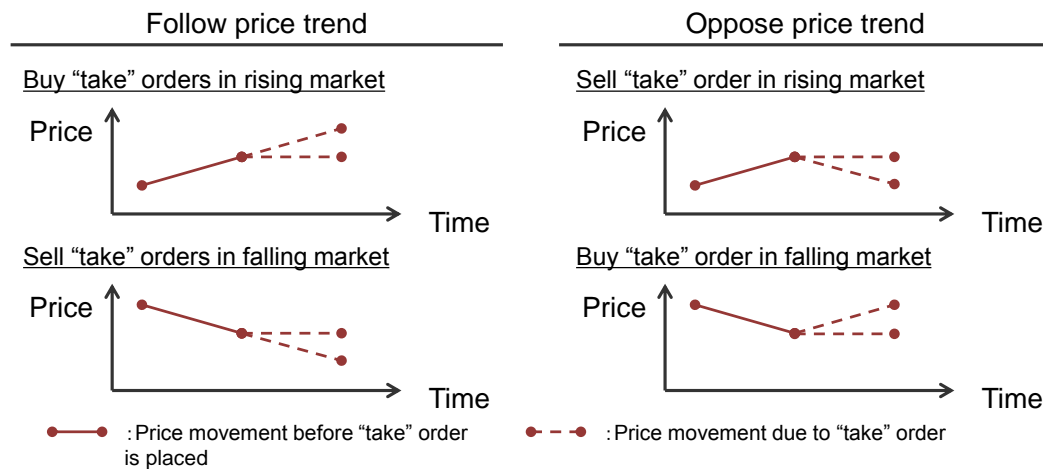 Follow price trend
Oppose price trend
Buy “take” orders in rising market
Sell “take” order in rising market
Price
Time
Price
Time
Sell “take” orders in falling market
Buy “take” order in falling market
Price
Time
Price
Time
:Price movement before “take” order
is placed
:Price movement due to “take” order